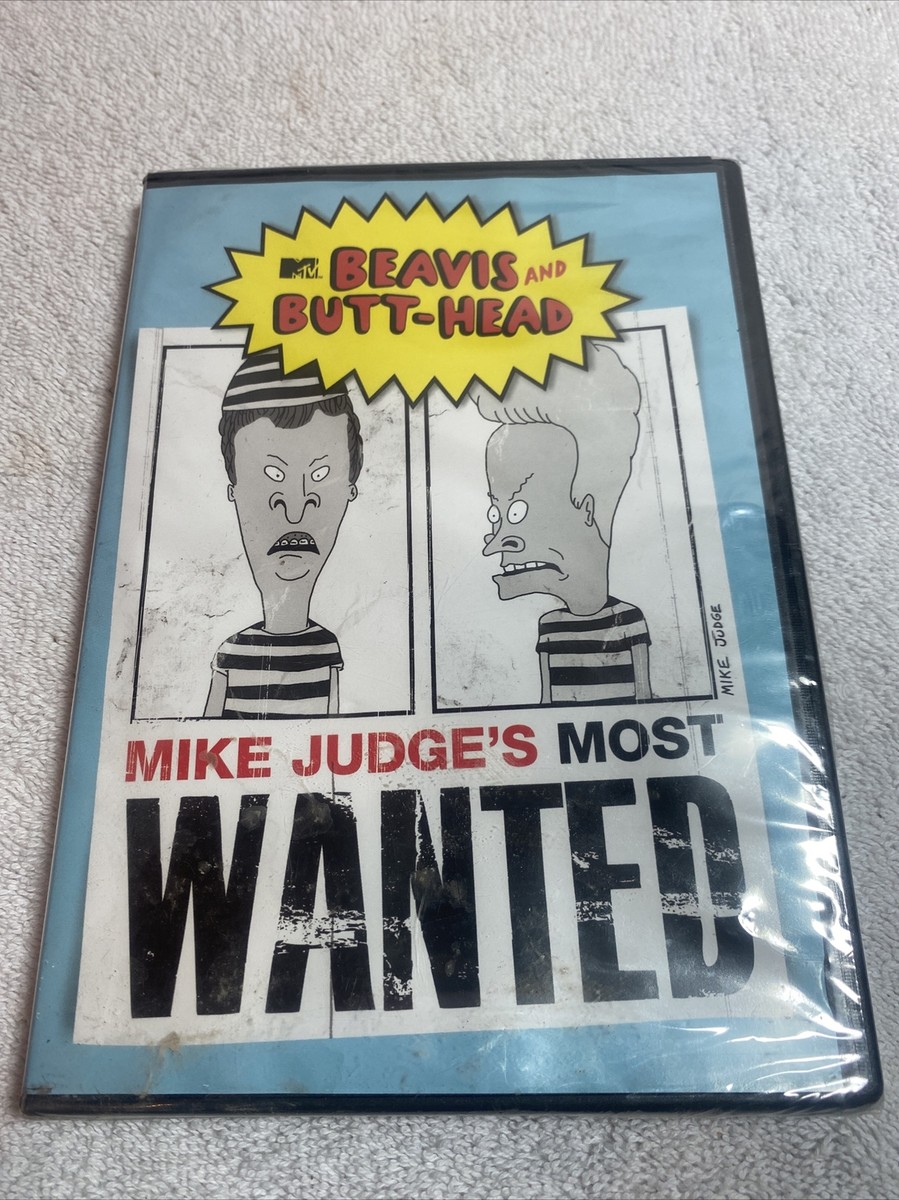 MTV BEAVIS AND
BUTT-HEAD
MIKE JUDGE
MIKE JUDGE'S MOST
WANTED